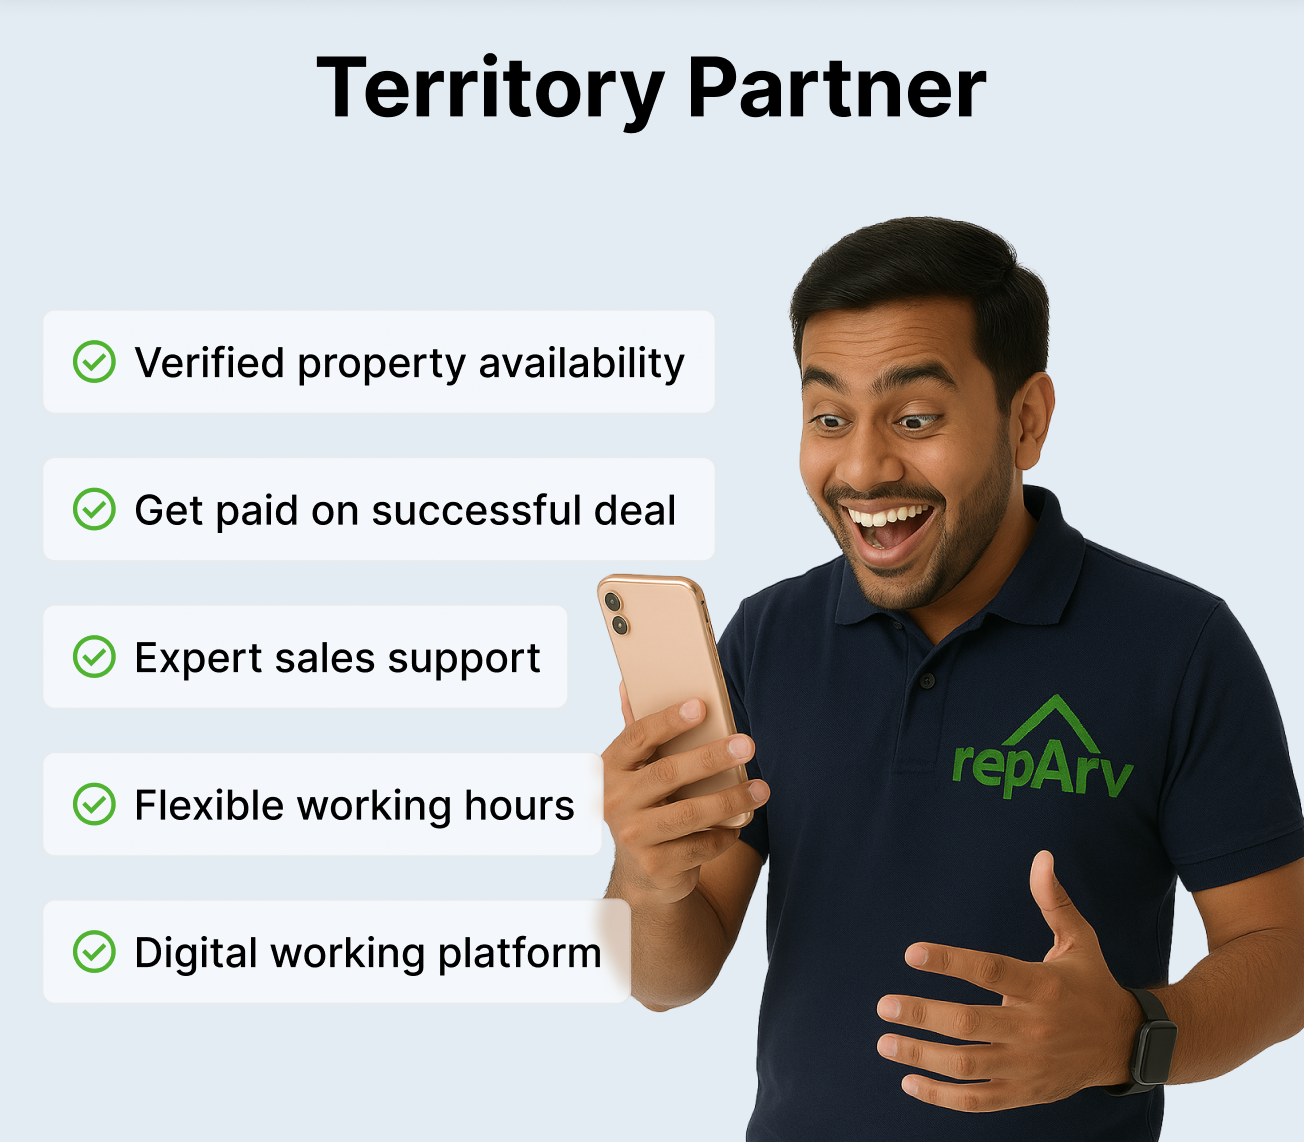 Territory Partner
Verified property availability
Get paid on successful deal
Expert sales support
Flexible working hours
Digital working platform
repArv